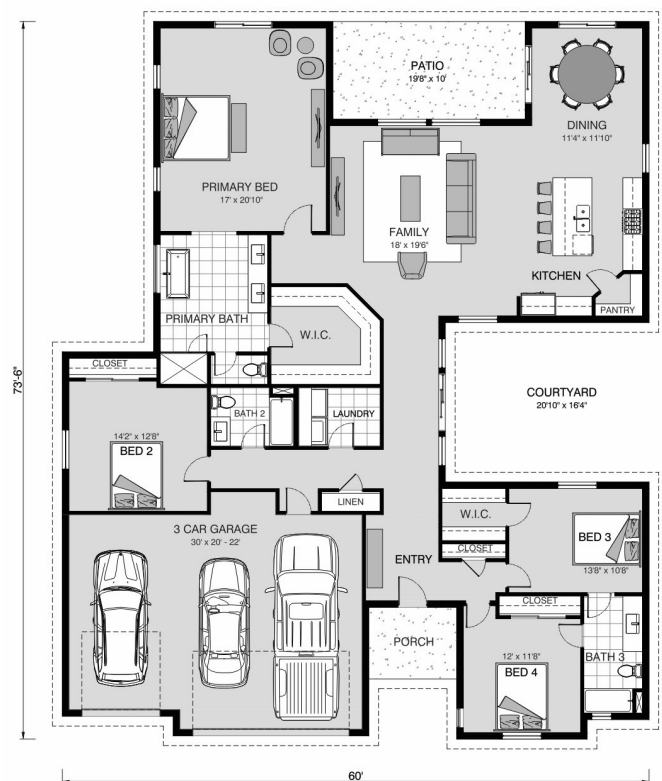 PATIO
19'8" x 10'
DINING
11'4" x 11'10"
PRIMARY BED
17' x 20'10"
FAMILY
18' x 19'6"
KITCHEN
PANTRY
PRIMARY BATH
W.I.C.
CLOSET
73'-6"
COURTYARD
20'10" x 16'4"
BATH 2
LAUNDRY
14'2" x 12'8"
BED 2
LINEN
W.I.C.
3 CAR GARAGE
30' x 20' - 22'
BED 3
13'8" x 10'8"
CLOSET
ENTRY
CLOSET
PORCH
12' x 11'8"
BED 4
BATH 3
60'